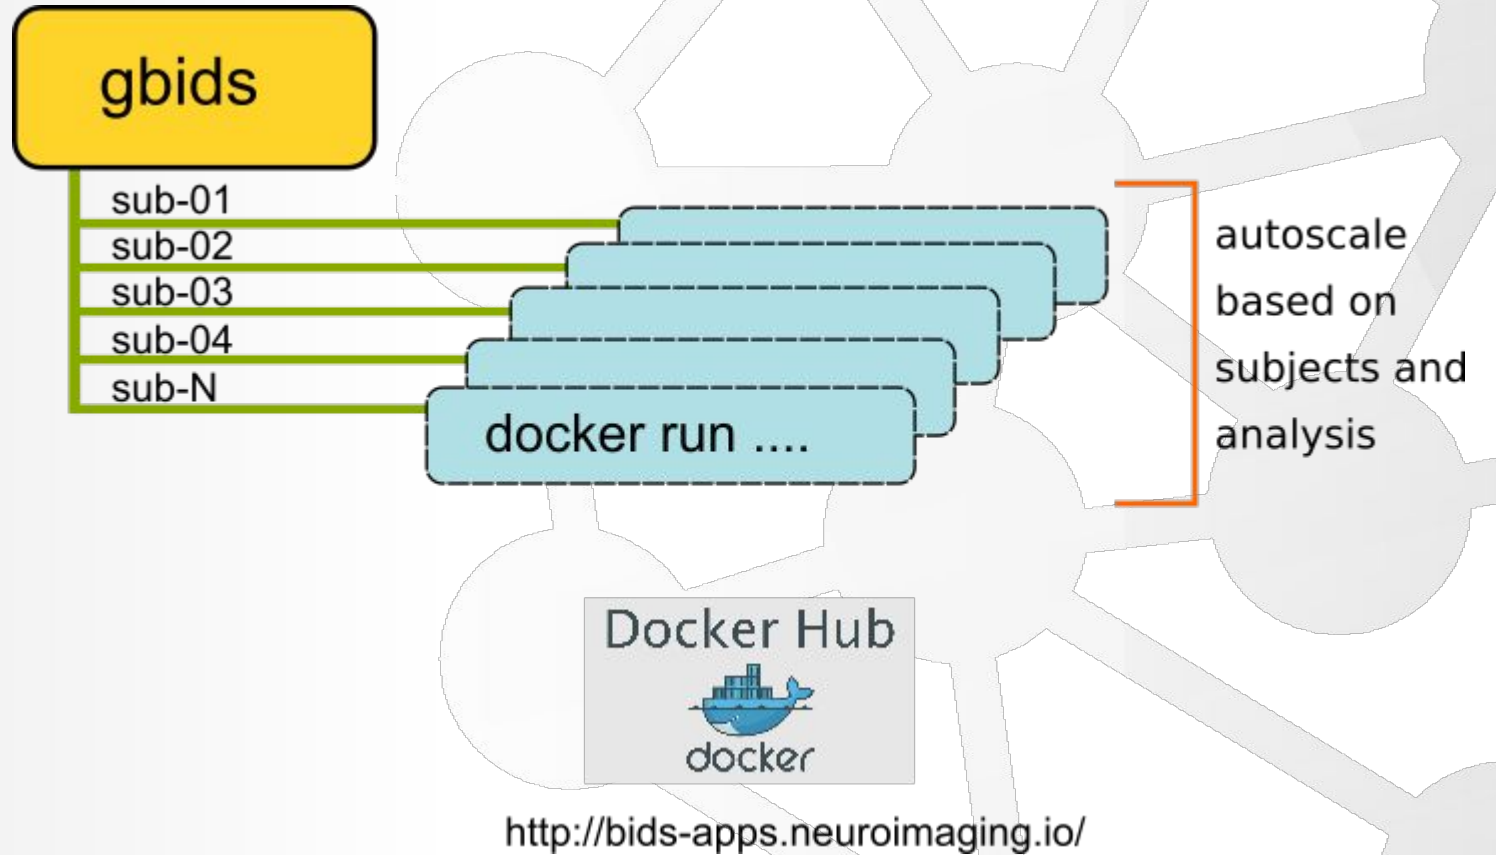 gbids
sub-01
sub-02
sub-03
sub-04
sub-N
docker run ....
autoscale
based on
subjects and
analysis
Docker Hub
docker
http://bids-apps.neuroimaging.io/